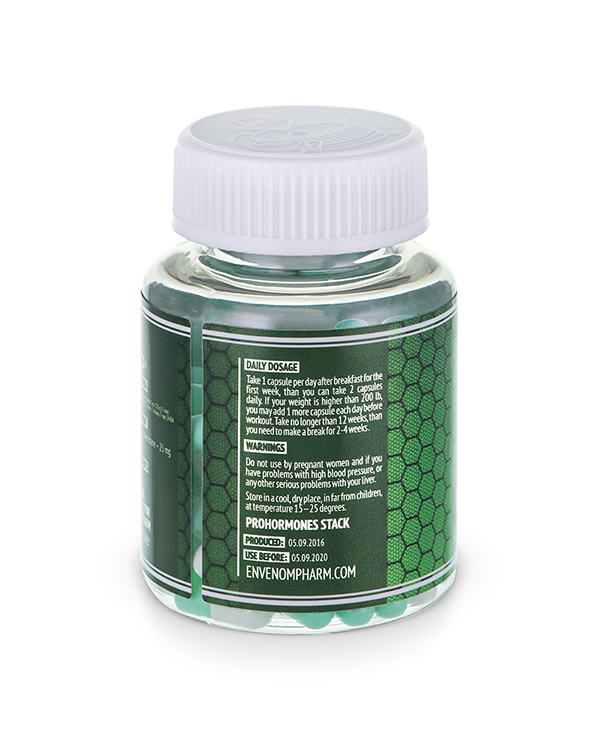 DAILY DOSAGE
Take 1 capsule per day after breakfast for the
first week, than you can take 2 capsules
daily. If your weight is higher than 200 lb,
you may add 1 more capsule each day before
workout. Take no longer than 12 weeks, than
you need to make a break for 2-4 weeks.
WARNINGS
Do not use by pregnant women and if you
have problems with high blood pressure, or
any other serious problems with your liver.
Store in a cool, dry place, in far from children,
at temperature 15–25 degrees.
PROHORMONES STACK
PRODUCED: 05.09.2016
USE BEFORE: 05.09.2020
ENVENOMPHARM.COM
– 25 mg